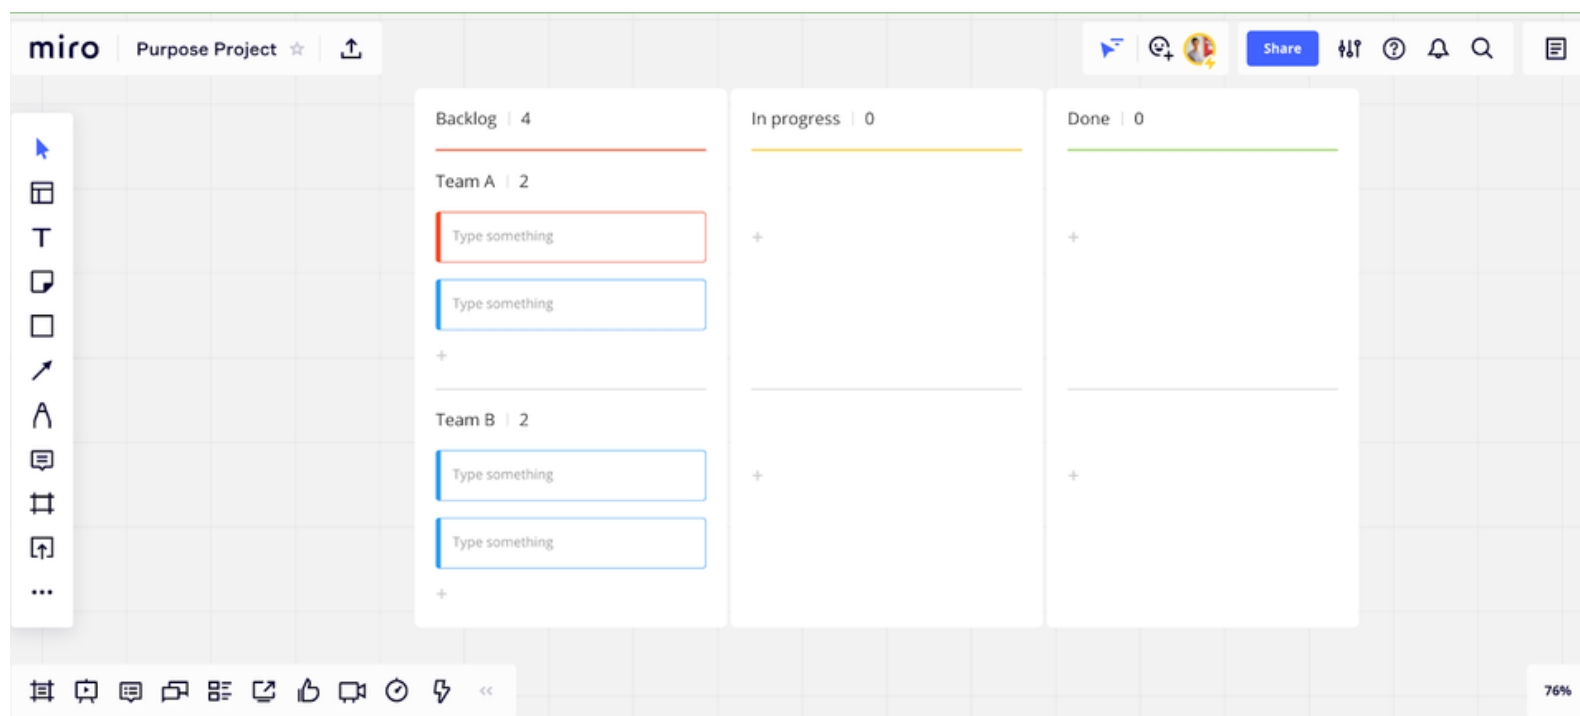 miro
Purpose Project
Share
Backlog | 4
In progress | 0
Done | 0
Team A | 2
Type something
Type something
Team B | 2
Type something
Type something
76%